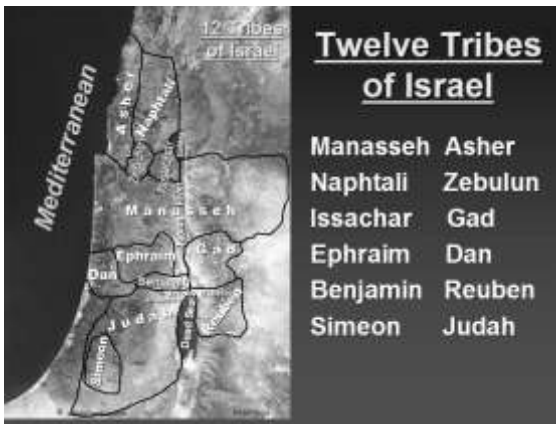 12 Tribes
of Israel
Mediterranean
Asher
Naphtali
Manasseh
Ephraim
Gad
Dan
Judah
Dead Sea
Reuben
Simeon
Twelve Tribes
of Israel
Manasseh Asher
Naphtali Zebulun
Issachar Gad
Ephraim Dan
Benjamin Reuben
Simeon Judah